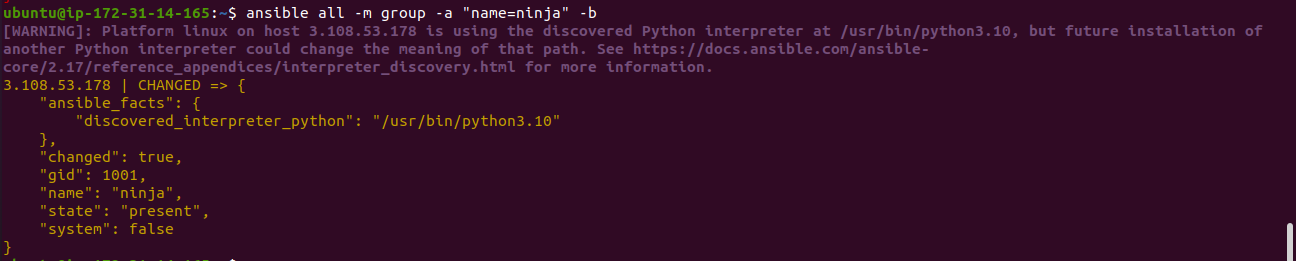 ubuntu@ip-172-31-14-165:~$ ansible all -m group -a "name=ninja" -b
[WARNING]: Platform linux on host 3.108.53.178 is using the discovered Python interpreter at /usr/bin/python3.10, but future installation of
another Python interpreter could change the meaning of that path. See https://docs.ansible.com/ansible-
core/2.17/reference_appendices/interpreter_discovery.html for more information.
3.108.53.178 | CHANGED => {
    "ansible_facts": {
        "discovered_interpreter_python": "/usr/bin/python3.10"
    },
    "changed": true,
    "gid": 1001,
    "name": "ninja",
    "state": "present",
    "system": false
}